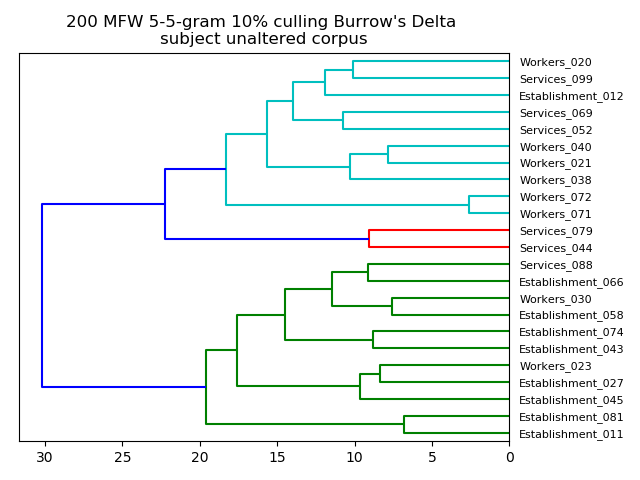 200 MFW 5-5-gram 10% culling Burrow's Delta
subject unaltered corpus
Workers_020
Services_099
Establishment_012
Services_069
Services_052
Workers_040
Workers_021
Workers_038
Workers_072
Workers_071
Services_079
Services_044
Services_088
Establishment_066
Workers_030
Establishment_058
Establishment_074
Establishment_043
Workers_023
Establishment_027
Establishment_045
Establishment_081
Establishment_011
30 25 20 15 10 5 0